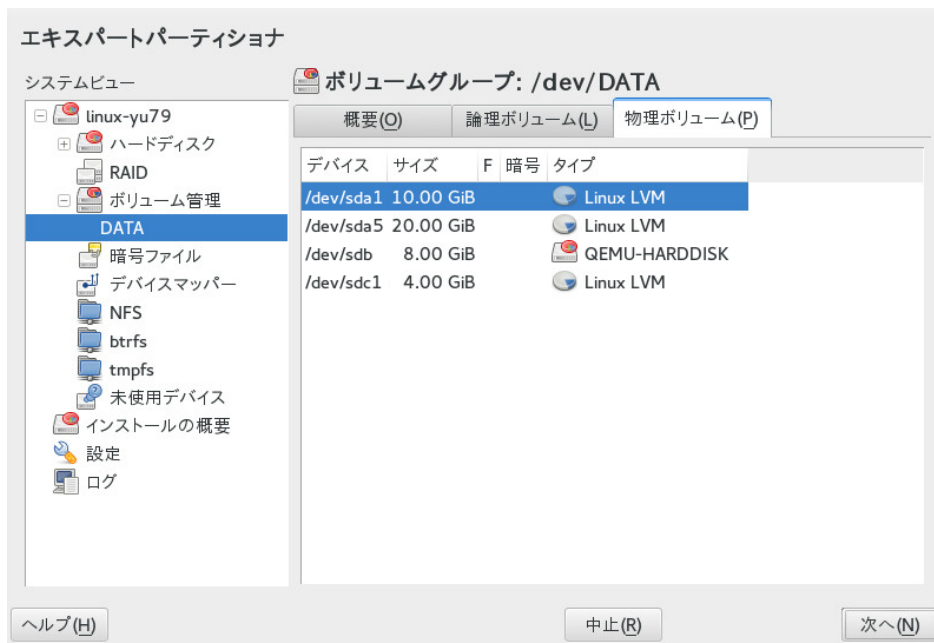 エキスパートパーティショナ
システムビュー
linux-yu79
ハードディスク
RAID
ボリューム管理
DATA
暗号ファイル
デバイスマッパー
NFS
btrfs
tmpfs
未使用デバイス
インストールの概要
設定
ログ
ボリュームグループ: /dev/DATA
概要(O) 論理ボリューム(L) 物理ボリューム(P)
デバイス サイズ F 暗号 タイプ
/dev/sda1 10.00 GiB Linux LVM
/dev/sda5 20.00 GiB Linux LVM
/dev/sdb 8.00 GiB QEMU-HARDDISK
/dev/sdc1 4.00 GiB Linux LVM
ヘルプ(H) 中止(R) 次へ(N)